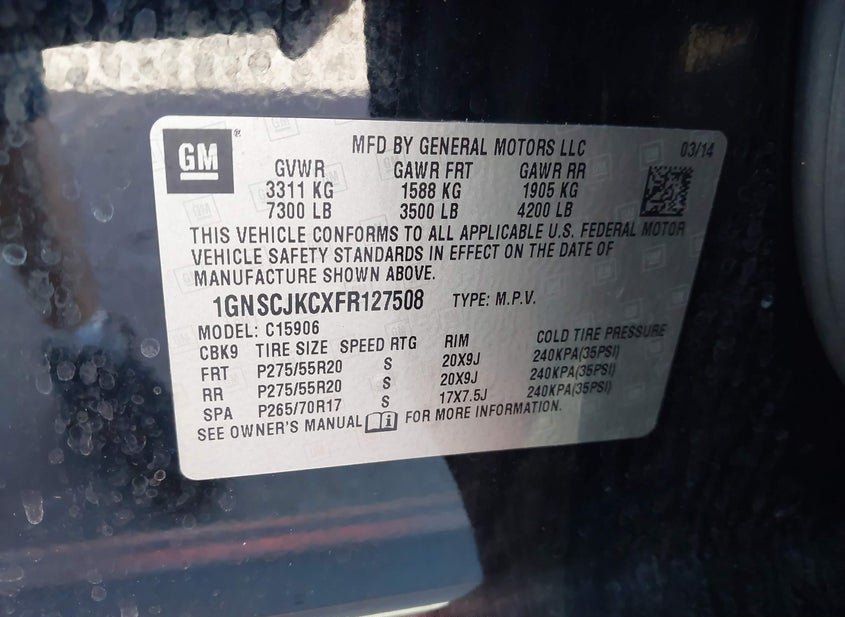 GM
MFD BY GENERAL MOTORS LLC 03/14
GVWR GAWR FRT GAWR RR
3311 KG 1588 KG 1905 KG
7300 LB 3500 LB 4200 LB
THIS VEHICLE CONFORMS TO ALL APPLICABLE U.S. FEDERAL MOTOR
VEHICLE SAFETY STANDARDS IN EFFECT ON THE DATE OF
MANUFACTURE SHOWN ABOVE.
1GNSCJKCXFR127508 TYPE: M.P.V.
MODEL: C15906
CBK9 TIRE SIZE SPEED RTG RIM COLD TIRE PRESSURE
FRT P275/55R20 S 20X9J 240KPA(35PSI)
RR P275/55R20 S 20X9J 240KPA(35PSI)
SPA P265/70R17 S 17X7.5J 240KPA(35PSI)
SEE OWNER'S MANUAL FOR MORE INFORMATION.